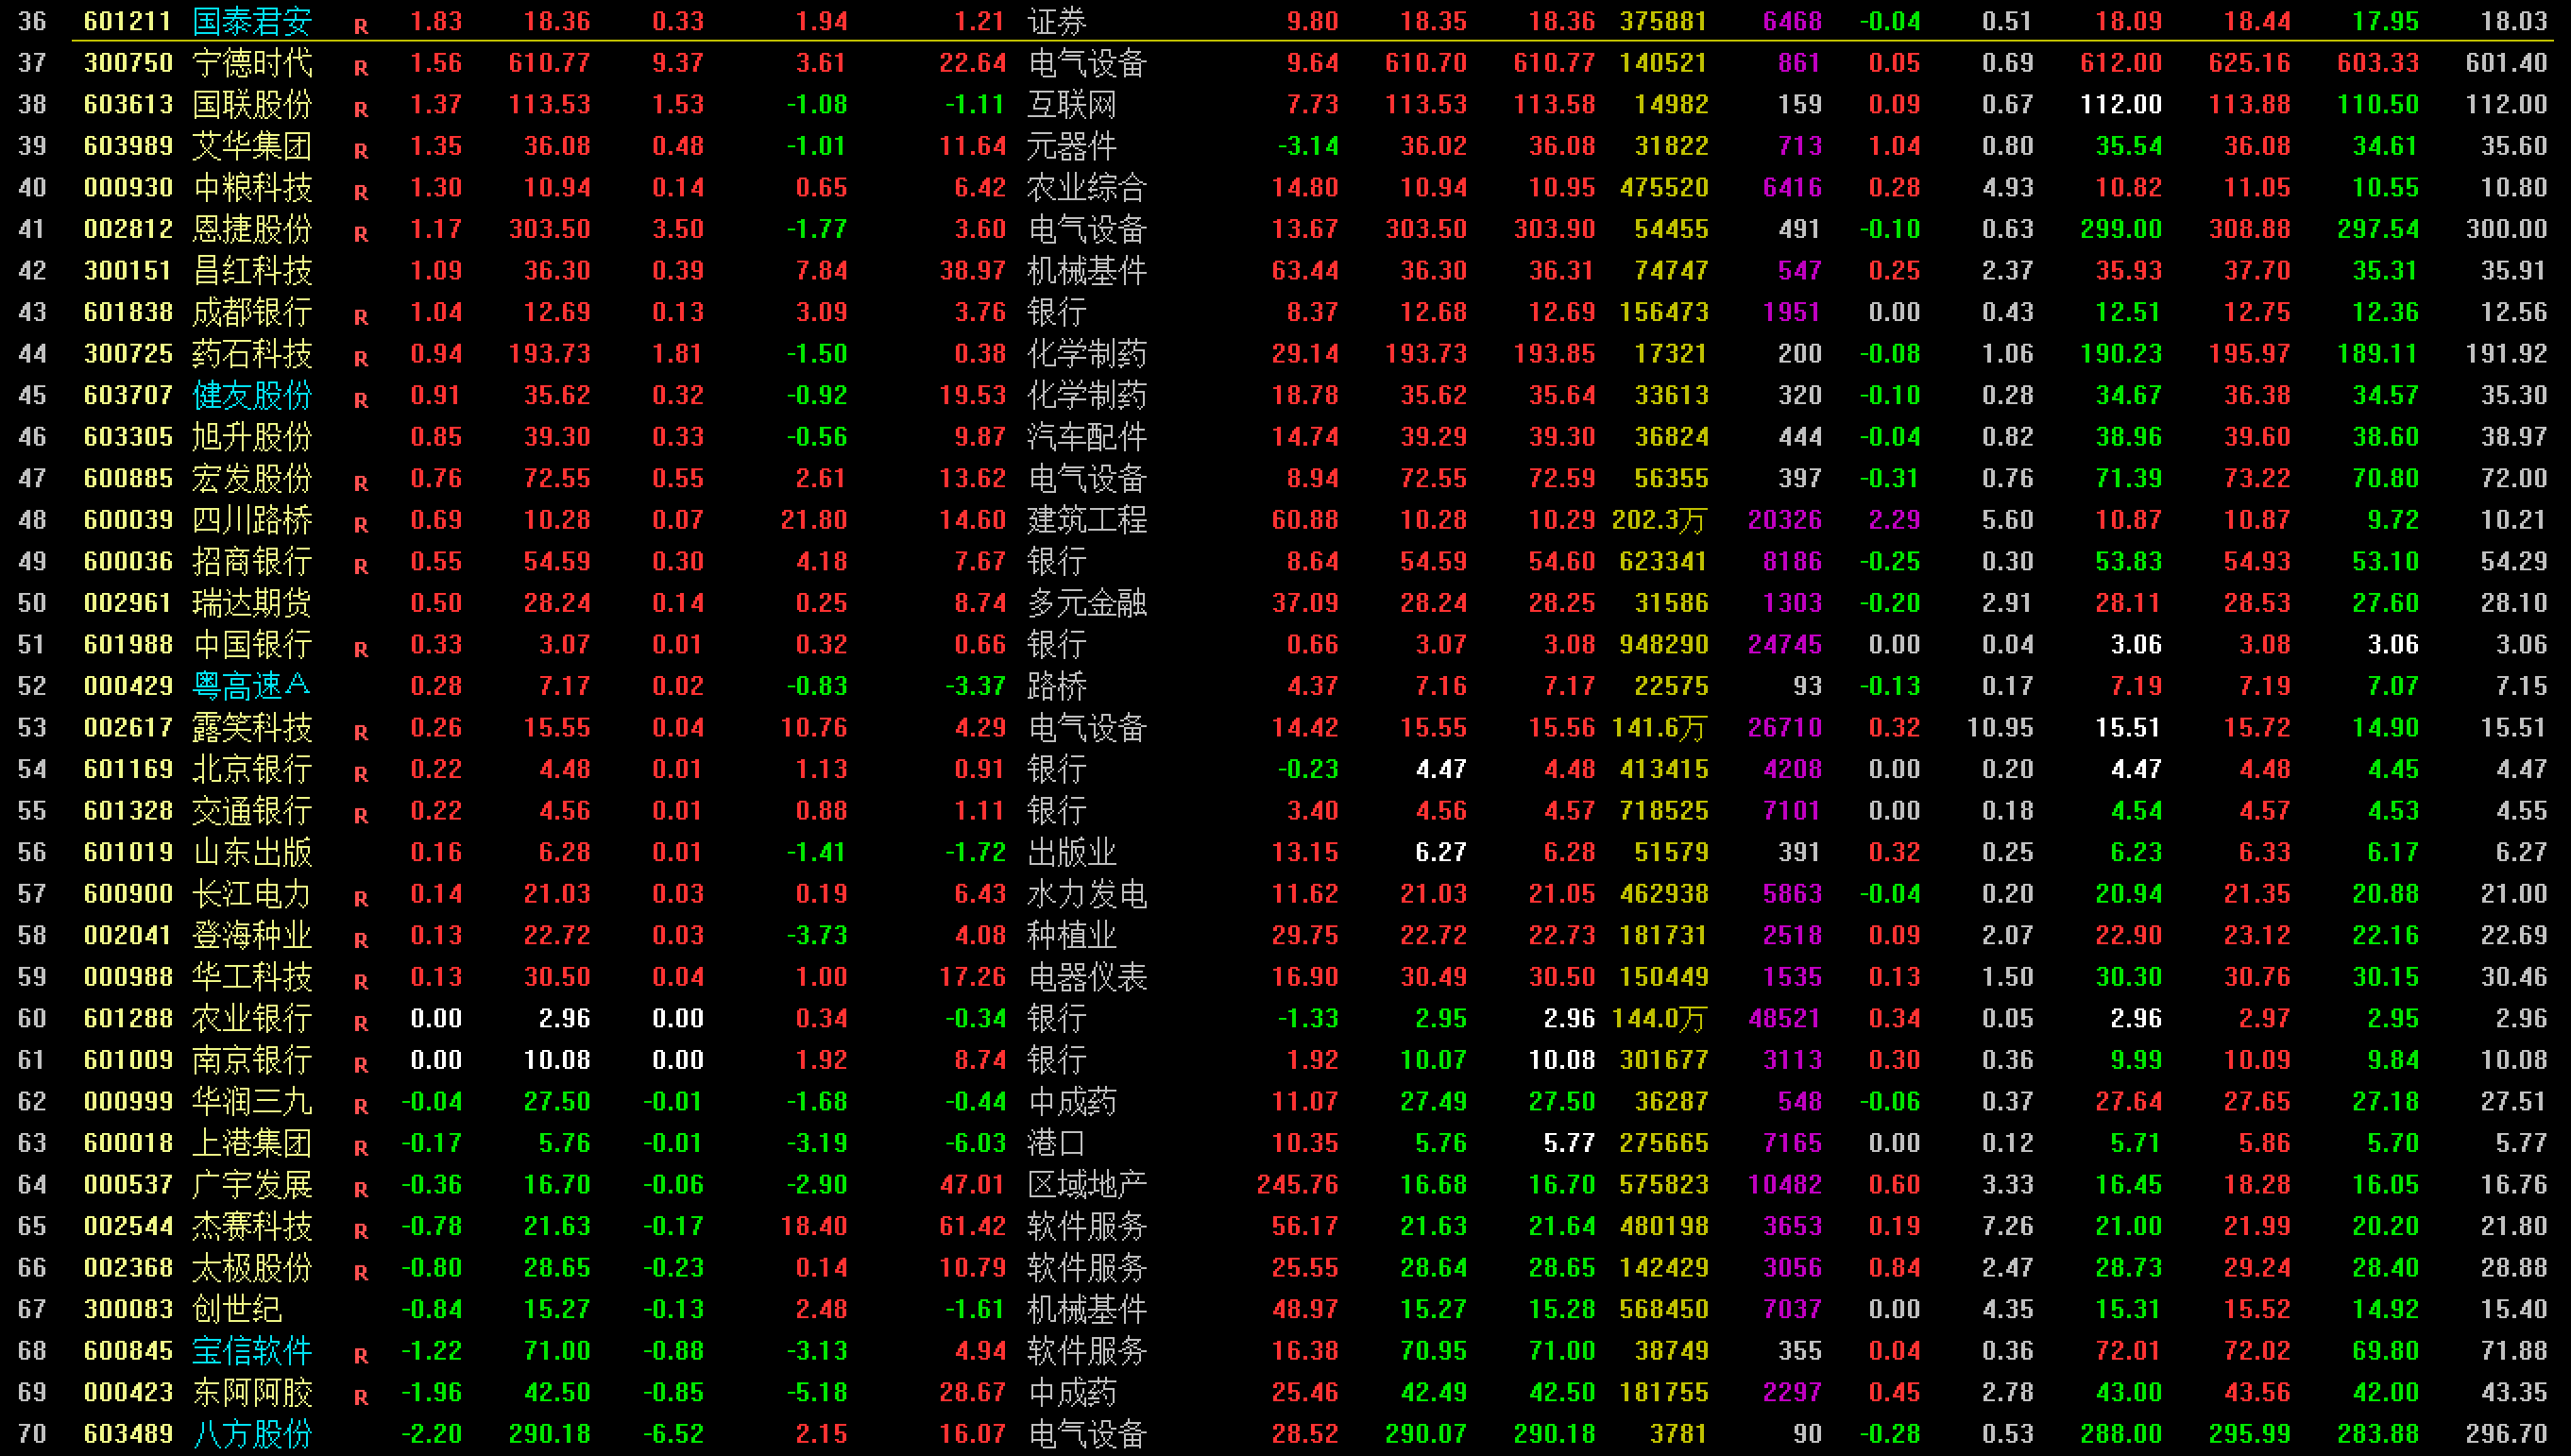 36 601211 国泰君安 R 1.83 18.36 0.33 1.94 1.21 证券 9.80 18.35 18.36 375881 6468 -0.04 0.51 18.09 18.44 17.95 18.03
37 300750 宁德时代 R 1.56 610.77 9.37 3.61 22.64 电气设备 9.64 610.70 610.77 140521 861 0.05 0.69 612.00 625.16 603.33 601.40
38 603613 国联股份 R 1.37 113.53 1.53 -1.08 -1.11 互联网 7.73 113.53 113.58 14982 159 0.09 0.67 112.00 113.88 110.50 112.00
39 603989 艾华集团 R 1.35 36.08 0.48 -1.01 11.64 元器件 -3.14 36.02 36.08 31822 713 1.04 0.80 35.54 36.08 34.61 35.60
40 000930 中粮科技 R 1.30 10.94 0.14 0.65 6.42 农业综合 14.80 10.94 10.95 475520 6416 0.28 4.93 10.82 11.05 10.55 10.80
41 002812 恩捷股份 R 1.17 303.50 3.50 -1.77 3.60 电气设备 13.67 303.50 303.90 54455 491 -0.10 0.63 299.00 308.88 297.54 300.00
42 300151 昌红科技 1.09 36.30 0.39 7.84 38.97 机械基件 63.44 36.30 36.31 74747 547 0.25 2.37 35.93 37.70 35.31 35.91
43 601838 成都银行 R 1.04 12.69 0.13 3.09 3.76 银行 8.37 12.68 12.69 156473 1951 0.00 0.43 12.51 12.75 12.36 12.56
44 300725 药石科技 R 0.94 193.73 1.81 -1.50 0.38 化学制药 29.14 193.73 193.85 17321 200 -0.08 1.06 190.23 195.97 189.11 191.92
45 603707 健友股份 R 0.91 35.62 0.32 -0.92 19.53 化学制药 18.78 35.62 35.64 33613 320 -0.10 0.28 34.67 36.38 34.57 35.30
46 603305 旭升股份 0.85 39.30 0.33 -0.56 9.87 汽车配件 14.74 39.29 39.30 36824 444 -0.04 0.82 38.96 39.60 38.60 38.97
47 600885 宏发股份 R 0.76 72.55 0.55 2.61 13.62 电气设备 8.94 72.55 72.59 56355 397 -0.31 0.76 71.39 73.22 70.80 72.00
48 600039 四川路桥 R 0.69 10.28 0.07 21.80 14.60 建筑工程 60.88 10.28 10.29 202.3万 20326 2.29 5.60 10.87 10.87 9.72 10.21
49 600036 招商银行 R 0.55 54.59 0.30 4.18 7.67 银行 8.64 54.59 54.60 623341 8186 -0.25 0.30 53.83 54.93 53.10 54.29
50 002961 瑞达期货 0.50 28.24 0.14 0.25 8.74 多元金融 37.09 28.24 28.25 31586 1303 -0.20 2.91 28.11 28.53 27.60 28.10
51 601988 中国银行 R 0.33 3.07 0.01 0.32 0.66 银行 0.66 3.07 3.08 948290 24745 0.00 0.04 3.06 3.08 3.06 3.06
52 000429 粤高速A 0.28 7.17 0.02 -0.83 -3.37 路桥 4.37 7.16 7.17 22575 93 -0.13 0.17 7.19 7.19 7.07 7.15
53 002617 露笑科技 R 0.26 15.55 0.04 10.76 4.29 电气设备 14.42 15.55 15.56 141.6万 26710 0.32 10.95 15.51 15.72 14.90 15.51
54 601169 北京银行 R 0.22 4.48 0.01 1.13 0.91 银行 -0.23 4.47 4.48 413415 4208 0.00 0.20 4.47 4.48 4.45 4.47
55 601328 交通银行 R 0.22 4.56 0.01 0.88 1.11 银行 3.40 4.56 4.57 718525 7101 0.00 0.18 4.54 4.57 4.53 4.55
56 601019 山东出版 0.16 6.28 0.01 -1.41 -1.72 出版业 13.15 6.27 6.28 51579 391 0.32 0.25 6.23 6.33 6.17 6.27
57 600900 长江电力 R 0.14 21.03 0.03 0.19 6.43 水力发电 11.62 21.03 21.05 462938 5863 -0.04 0.20 20.94 21.35 20.88 21.00
58 002041 登海种业 R 0.13 22.72 0.03 -3.73 4.08 种植业 29.75 22.72 22.73 181731 2518 0.09 2.07 22.90 23.12 22.16 22.69
59 000988 华工科技 R 0.13 30.50 0.04 1.00 17.26 电器仪表 16.90 30.49 30.50 150449 1535 0.13 1.50 30.30 30.76 30.15 30.46
60 601288 农业银行 R 0.00 2.96 0.00 0.34 -0.34 银行 -1.33 2.95 2.96 144.0万 48521 0.34 0.05 2.96 2.97 2.95 2.96
61 601009 南京银行 R 0.00 10.08 0.00 1.92 8.74 银行 1.92 10.07 10.08 301677 3113 0.30 0.36 9.99 10.09 9.84 10.08
62 000999 华润三九 R -0.04 27.50 -0.01 -1.68 -0.44 中成药 11.07 27.49 27.50 36287 548 -0.06 0.37 27.64 27.65 27.18 27.51
63 600018 上港集团 R -0.17 5.76 -0.01 -3.19 -6.03 港口 10.35 5.76 5.77 275665 7165 0.00 0.12 5.71 5.86 5.70 5.77
64 000537 广宇发展 R -0.36 16.70 -0.06 -2.90 47.01 区域地产 245.76 16.68 16.70 575823 10482 0.60 3.33 16.45 18.28 16.05 16.76
65 002544 杰赛科技 R -0.78 21.63 -0.17 18.40 61.42 软件服务 56.17 21.63 21.64 480198 3653 0.19 7.26 21.00 21.99 20.20 21.80
66 002368 太极股份 R -0.80 28.65 -0.23 0.14 10.79 软件服务 25.55 28.64 28.65 142429 3056 0.84 2.47 28.73 29.24 28.40 28.88
67 300083 创世纪 -0.84 15.27 -0.13 2.48 -1.61 机械基件 48.97 15.27 15.28 568450 7037 0.00 4.35 15.31 15.52 14.92 15.40
68 600845 宝信软件 R -1.22 71.00 -0.88 -3.13 4.94 软件服务 16.38 70.95 71.00 38749 355 0.04 0.36 72.01 72.02 69.80 71.88
69 000423 东阿阿胶 R -1.96 42.50 -0.85 -5.18 28.67 中成药 25.46 42.49 42.50 181755 2297 0.45 2.78 43.00 43.56 42.00 43.35
70 603489 八方股份 -2.20 290.18 -6.52 2.15 16.07 电气设备 28.52 290.07 290.18 3781 90 -0.28 0.53 288.00 295.99 283.88 296.70